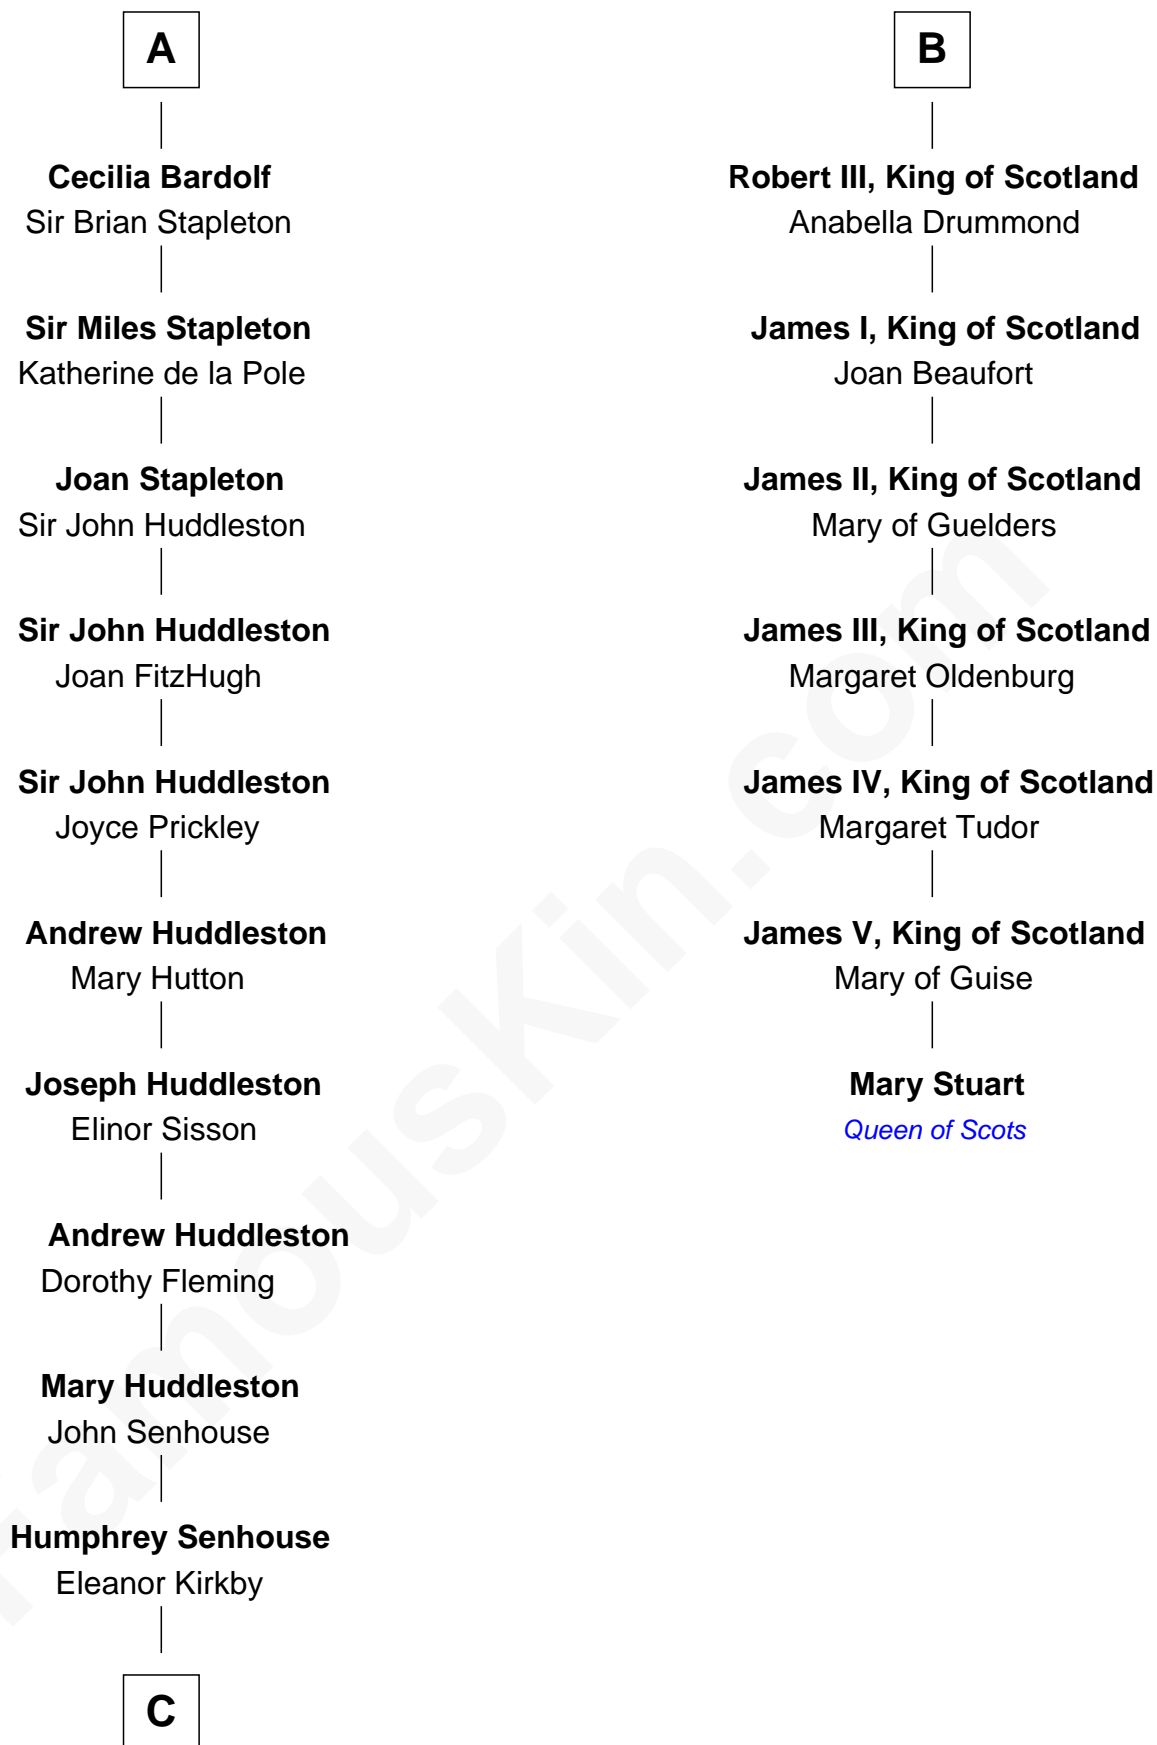 A
Cecilia Bardolf
Sir Brian Stapleton
Sir Miles Stapleton
Katherine de la Pole
Joan Stapleton
Sir John Huddleston
Sir John Huddleston
Joan FitzHugh
Sir John Huddleston
Joyce Prickley
Andrew Huddleston
Mary Hutton
Joseph Huddleston
Elinor Sisson
Andrew Huddleston
Dorothy Fleming
Mary Huddleston
John Senhouse
Humphrey Senhouse
Eleanor Kirkby
C
B
Robert III, King of Scotland
Anabella Drummond
James I, King of Scotland
Joan Beaufort
James II, King of Scotland
Mary of Guelders
James III, King of Scotland
Margaret Oldenburg
James IV, King of Scotland
Margaret Tudor
James V, King of Scotland
Mary of Guise
Mary Stuart
Queen of Scots
FamousKin.com